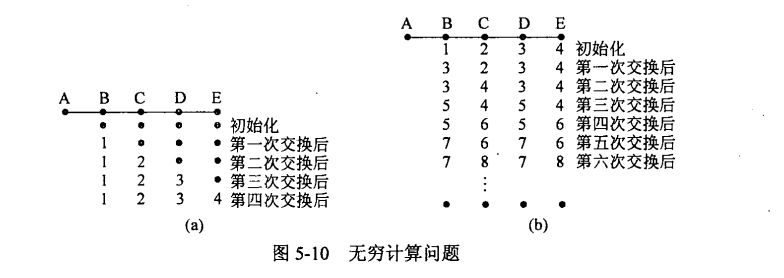 A B C D E
初始化
1 第一次交换后
1 2 第二次交换后
1 2 3 第三次交换后
1 2 3 4 第四次交换后
(a)
A B C D E
1 2 3 4 初始化
3 2 3 4 第一次交换后
3 4 3 4 第二次交换后
5 4 5 4 第三次交换后
5 6 5 6 第四次交换后
7 6 7 6 第五次交换后
7 8 7 8 第六次交换后
(b)
图 5-10 无穷计算问题